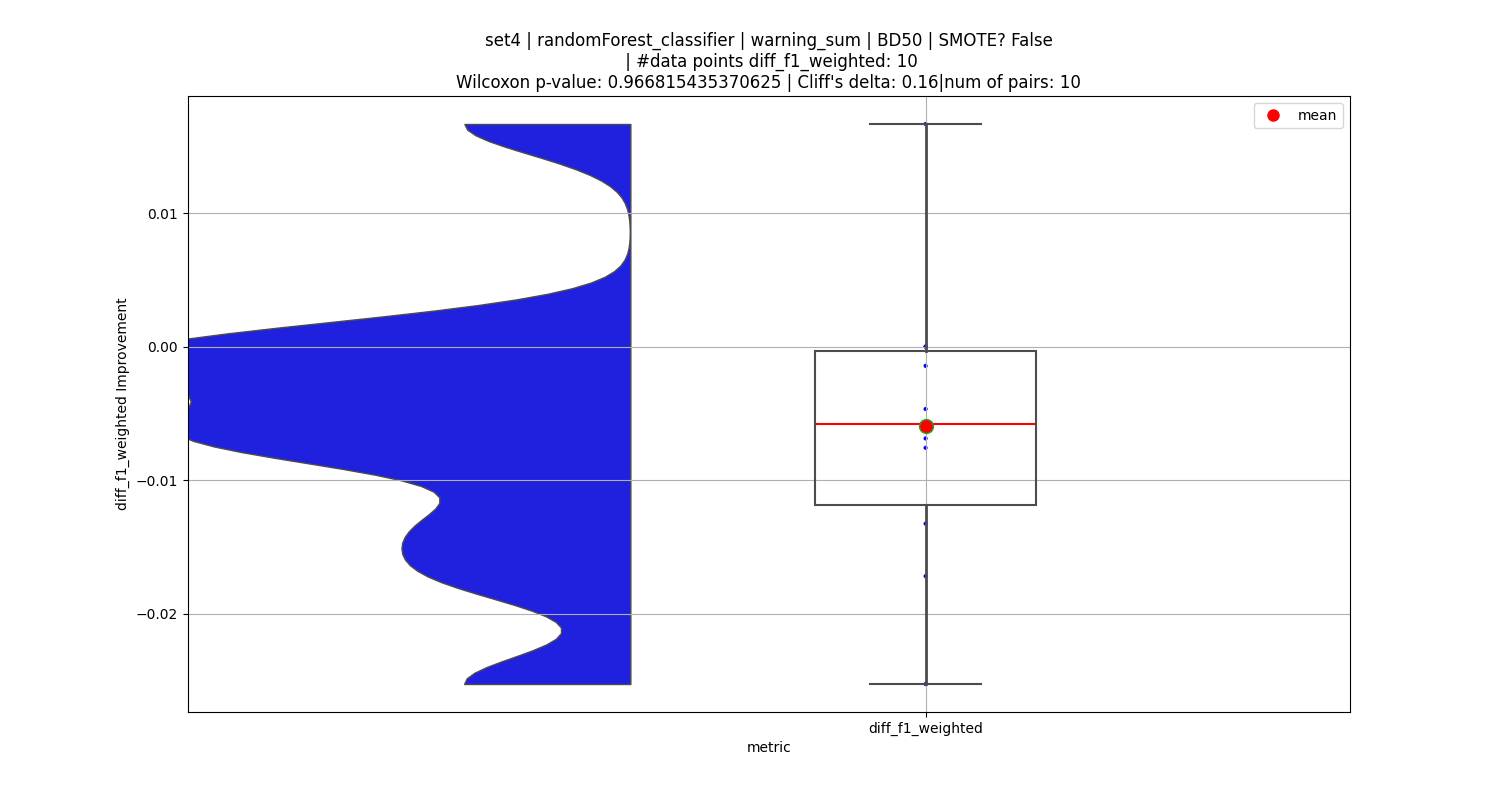 set4 | randomForest_classifier | warning_sum | BD50 | SMOTE? False
| #data points diff_f1_weighted: 10
Wilcoxon p-value: 0.966815435370625 | Cliff's delta: 0.16|num of pairs: 10
mean
0.01
0.00
−0.01
−0.02
diff_f1_weighted Improvement
diff_f1_weighted
metric